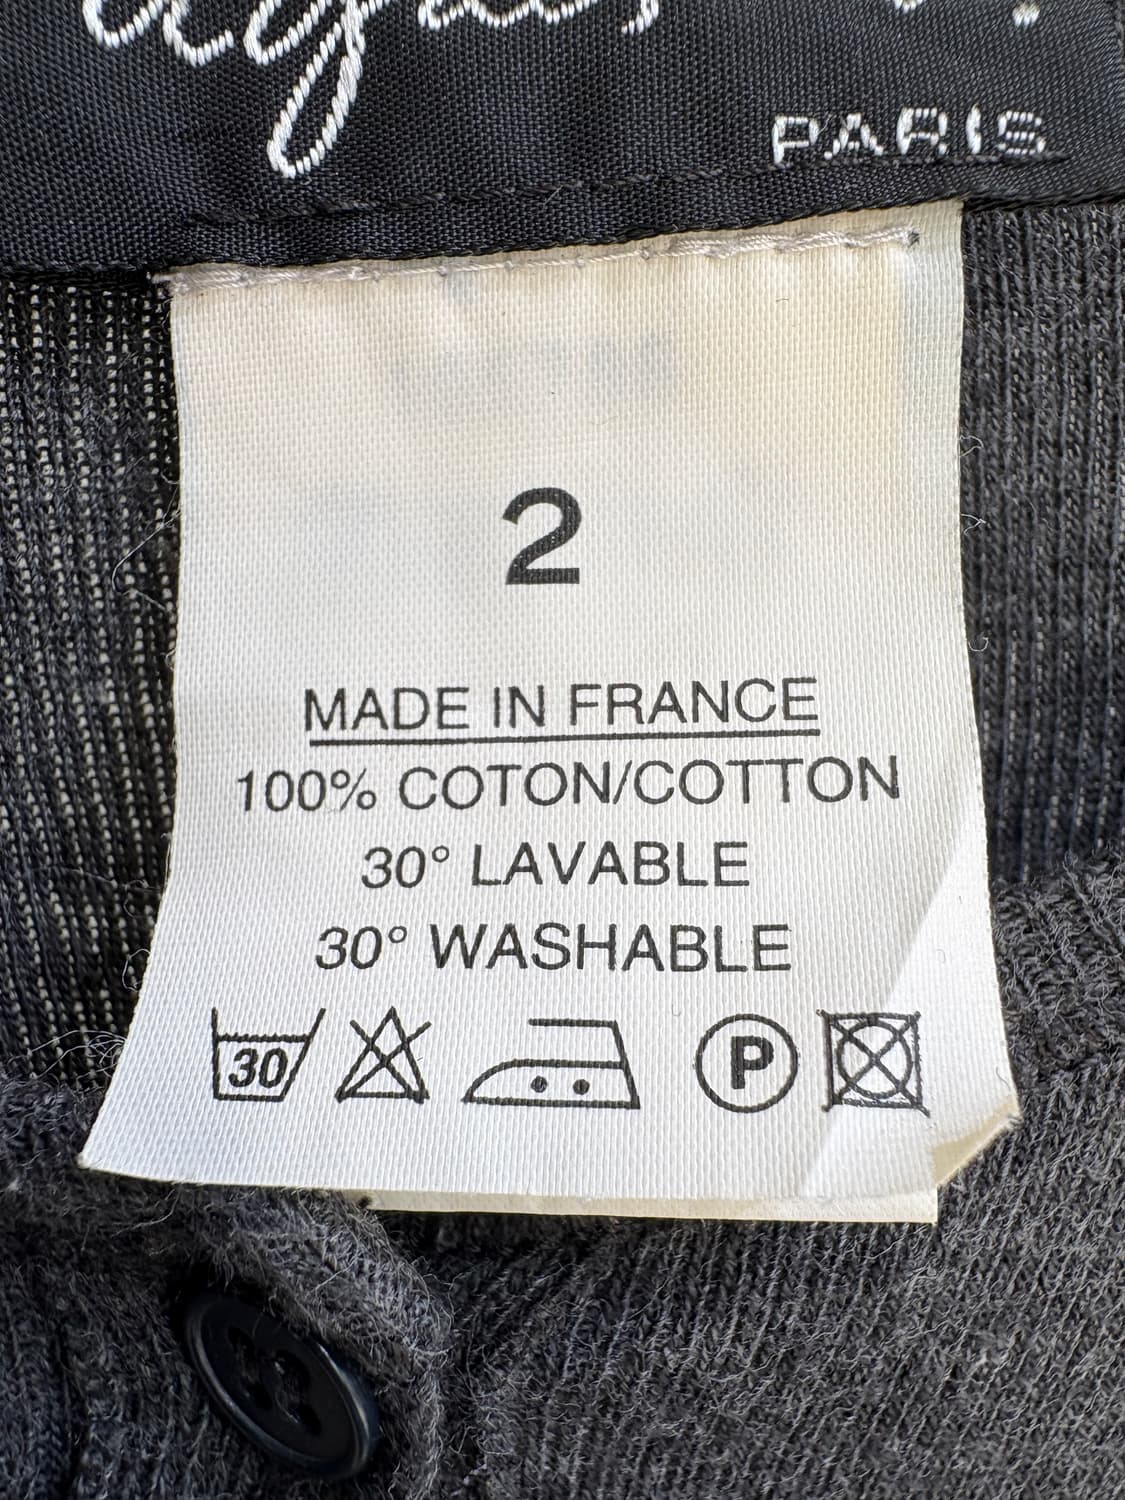 PARIS
2
MADE IN FRANCE
100% COTON/COTTON
30° LAVABLE
30° WASHABLE
30 P